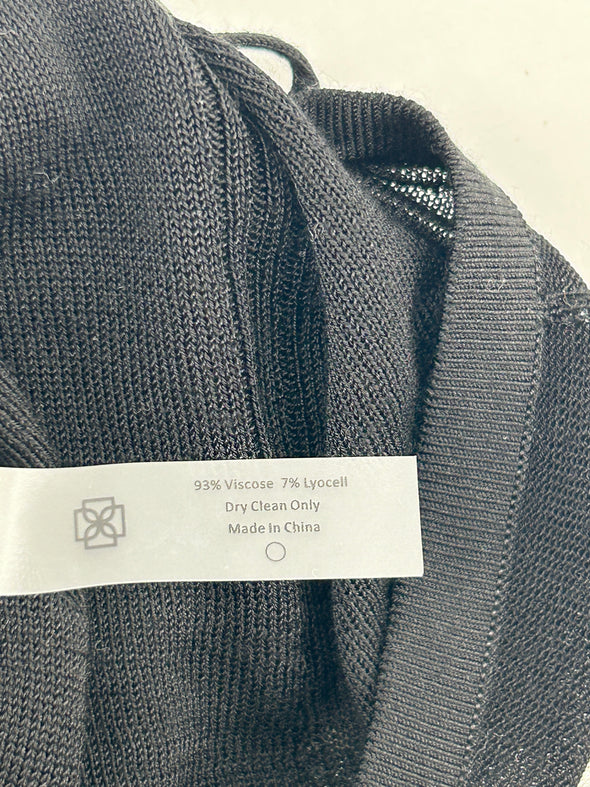 93% Viscose 7% Lyocell
Dry Clean Only
Made In China